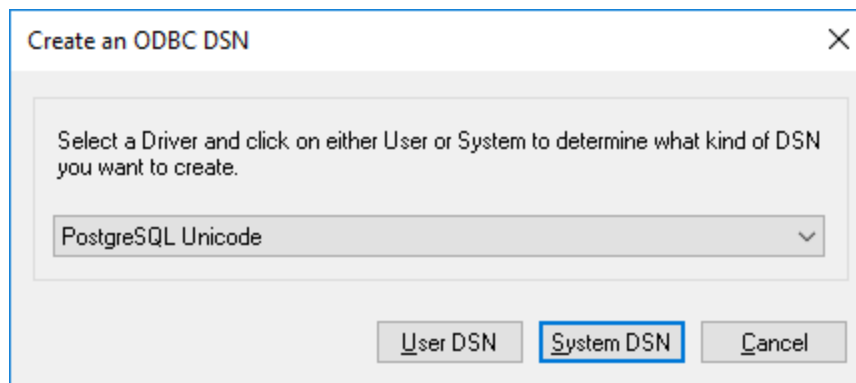 Create an ODBC DSN
Select a Driver and click on either User or System to determine what kind of DSN
you want to create.
PostgreSQL Unicode
User DSN System DSN Cancel